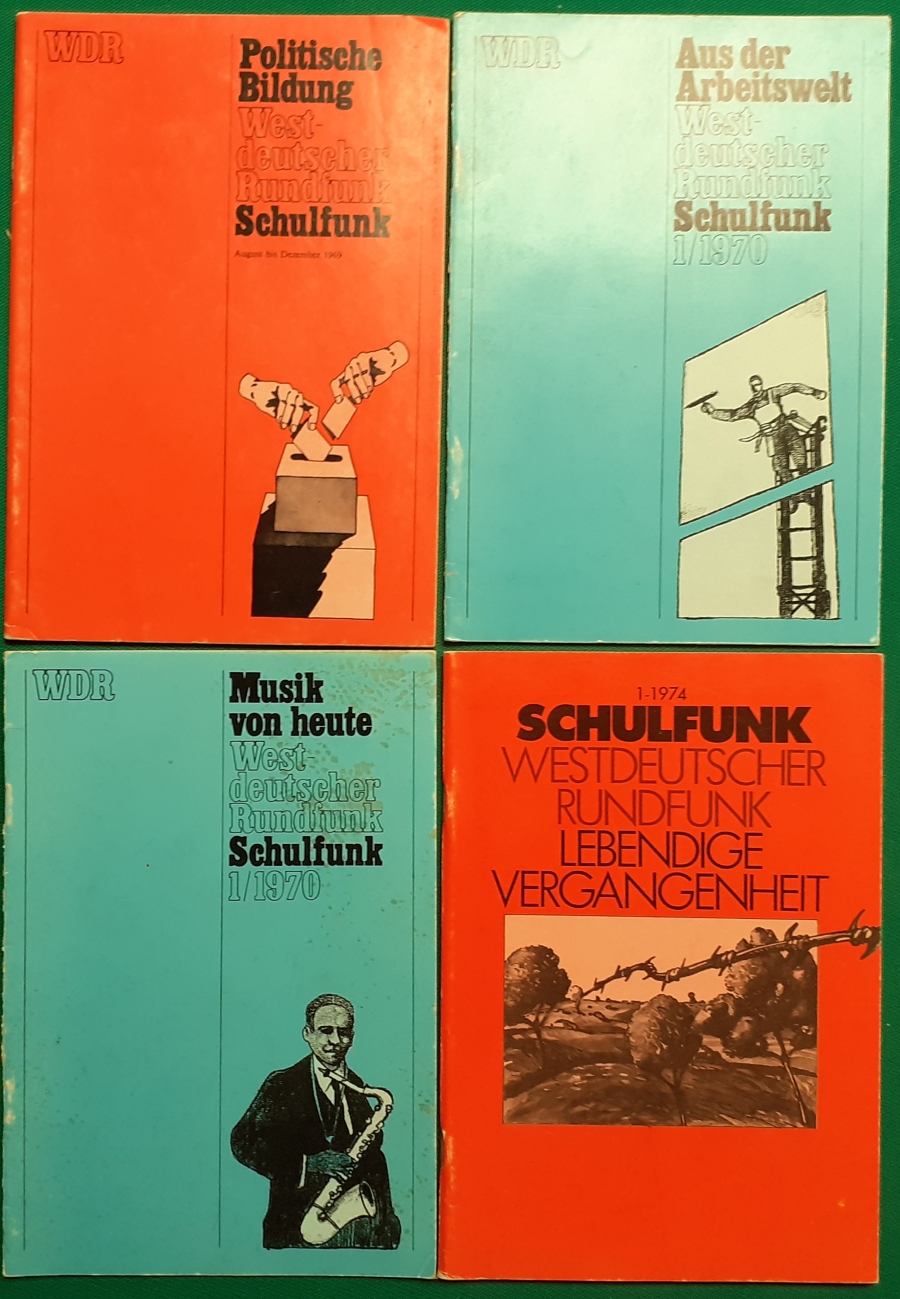 WDR
Politische
Bildung
West-
deutscher
Rundfunk
Schulfunk
August bis Dezember 1969
WDR
Aus der
Arbeitswelt
West-
deutscher
Rundfunk
Schulfunk
1/1970
WDR
Musik
von heute
West-
deutscher
Rundfunk
Schulfunk
1/1970
1-1974
SCHULFUNK
WESTDEUTSCHER
RUNDFUNK
LEBENDIGE
VERGANGENHEIT